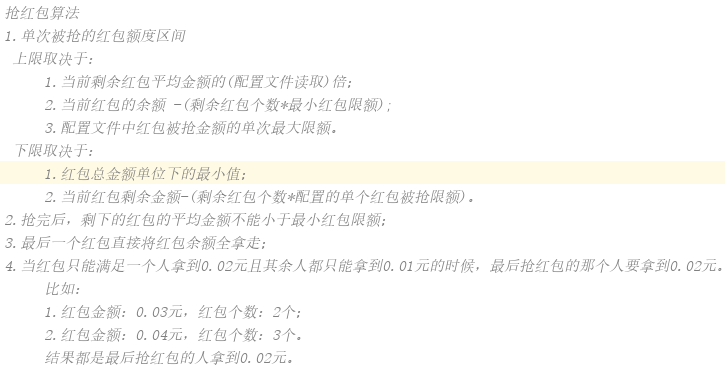 抢红包算法
1.单次被抢的红包额度区间
上限取决于:
1.当前剩余红包平均金额的(配置文件读取)倍;
2.当前红包的余额 -(剩余红包个数*最小红包限额);
3.配置文件中红包被抢金额的单次最大限额。
下限取决于:
1.红包总金额单位下的最小值;
2.当前红包剩余金额-(剩余红包个数*配置的单个红包被抢限额)。
2.抢完后，剩下的红包的平均金额不能小于最小红包限额;
3.最后一个红包直接将红包余额全拿走;
4.当红包只能满足一个人拿到0.02元且其余人都只能拿到0.01元的时候，最后抢红包的那个人要拿到0.02元。
比如:
1.红包金额: 0.03元，红包个数: 2个;
2.红包金额: 0.04元，红包个数: 3个。
结果都是最后抢红包的人拿到0.02元。